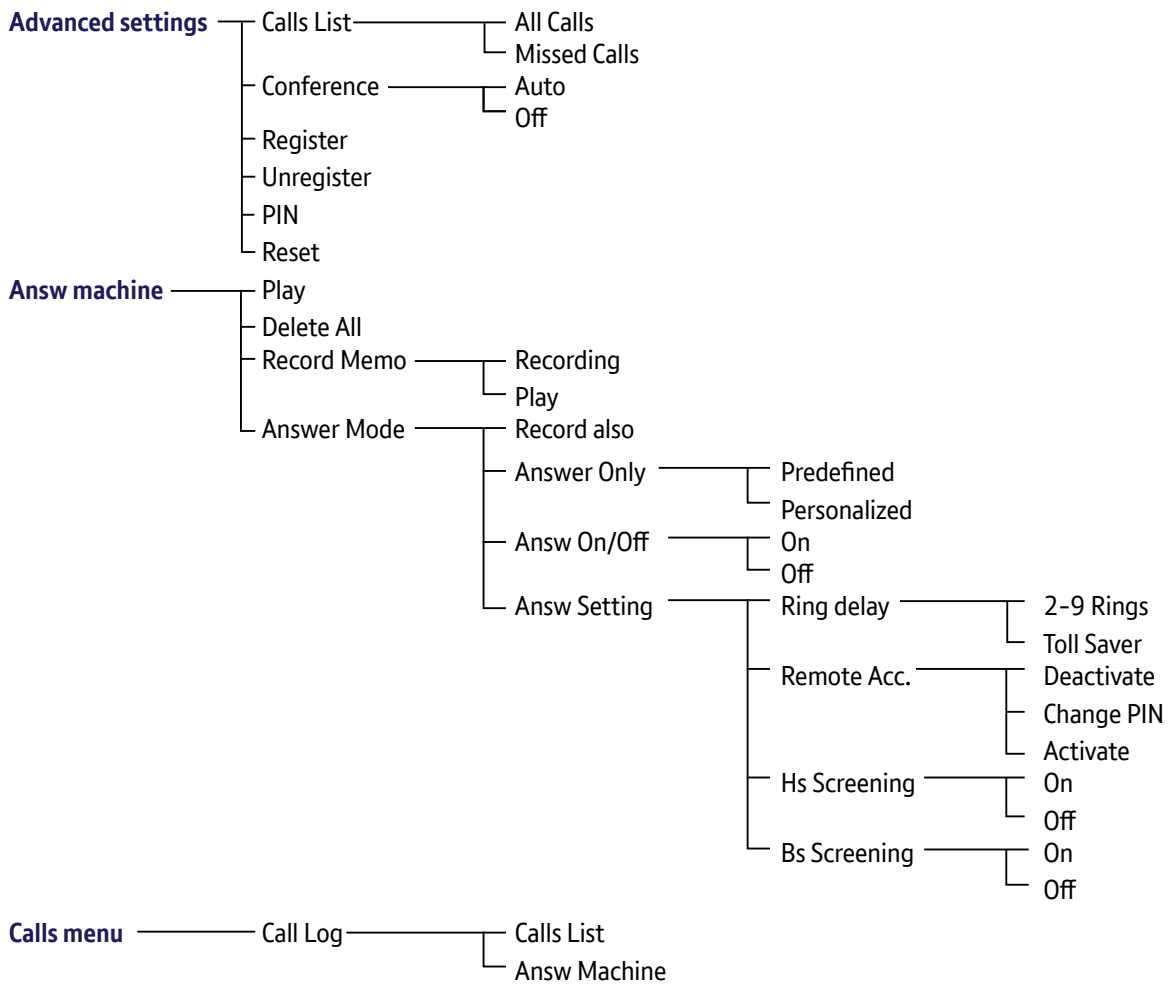 Advanced settings Calls List All Calls
Missed Calls
Conference Auto
Off
Register
Unregister
PIN
Reset
Answ machine Play
Delete All
Record Memo Recording
Play
Answer Mode Record also
Answer Only Predefined
Personalized
Answ On/Off On
Off
Answ Setting Ring delay 2-9 Rings
Toll Saver
Remote Acc. Deactivate
Change PIN
Activate
Hs Screening On
Off
Bs Screening On
Off
Calls menu Call Log Calls List
Answ Machine